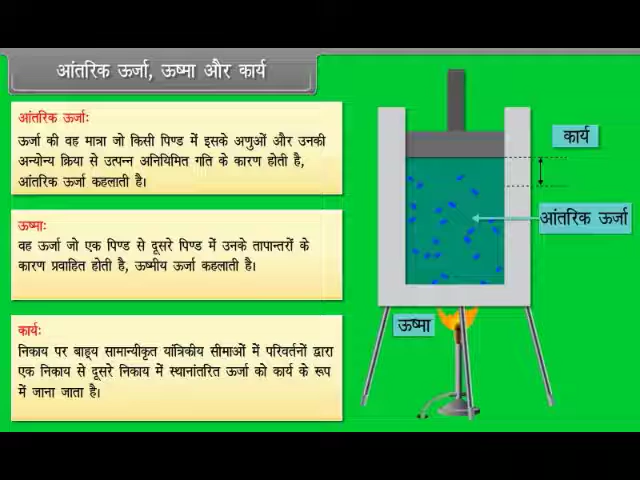 आंतरिक ऊर्जा, ऊष्मा और कार्य
आंतरिक ऊर्जाः
ऊर्जा की वह मात्रा जो किसी पिण्ड में इसके अणुओं और उनकी
अन्योन्य क्रिया से उत्पन्न अनियिमित गति के कारण होती है,
आंतरिक ऊर्जा कहलाती है।
ऊष्माः
वह ऊर्जा जो एक पिण्ड से दूसरे पिण्ड में उनके तापान्तरों के
कारण प्रवाहित होती है, ऊष्मीय ऊर्जा कहलाती है।
कार्यः
निकाय पर बाह्य सामान्यीकृत यांत्रिकीय सीमाओं में परिवर्तनों द्वारा
एक निकाय से दूसरे निकाय में स्थानांतरित ऊर्जा को कार्य के रूप
में जाना जाता है।
कार्य
आंतरिक ऊर्जा
ऊष्मा